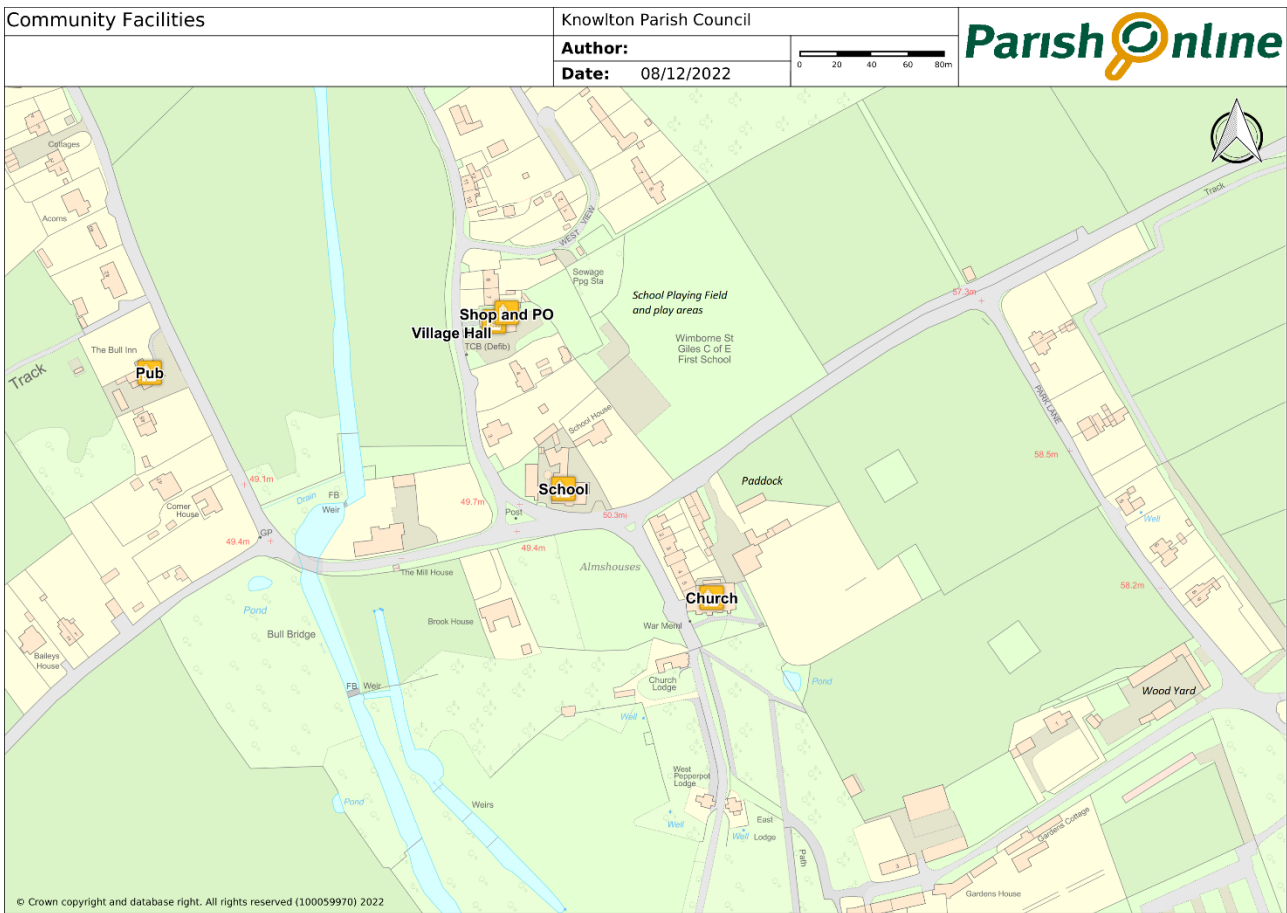 Community Facilities
Knowlton Parish Council
Author:
Date: 08/12/2022
0 20 40 60 80m
Parish Online
Cottages
Acorns
WEST VIEW
Track
Sewage
Ppg Sta
School Playing Field
and play areas
57.3m
Shop and PO
Village Hall
TCB (Defib)
Wimborne St
Giles C of E
First School
The Bull Inn
Pub
Track
PARK LANE
School House
58.5m
49.1m
School
Paddock
Drain
FB
Weir
49.7m
Corner
House
Post
50.3m
Well
GP
49.4m
49.4m
The Mill House
Almshouses
58.2m
Pond
Church
Bull Bridge
Brook House
War Meml
Baileys
House
Church
Lodge
Pond
FB
Weir
Wood Yard
Well
West
Pepperpot
Lodge
Pond
Weirs
Well
Well
East
Lodge
Path
Gardens Cottage
Gardens House
© Crown copyright and database right. All rights reserved (100059970) 2022